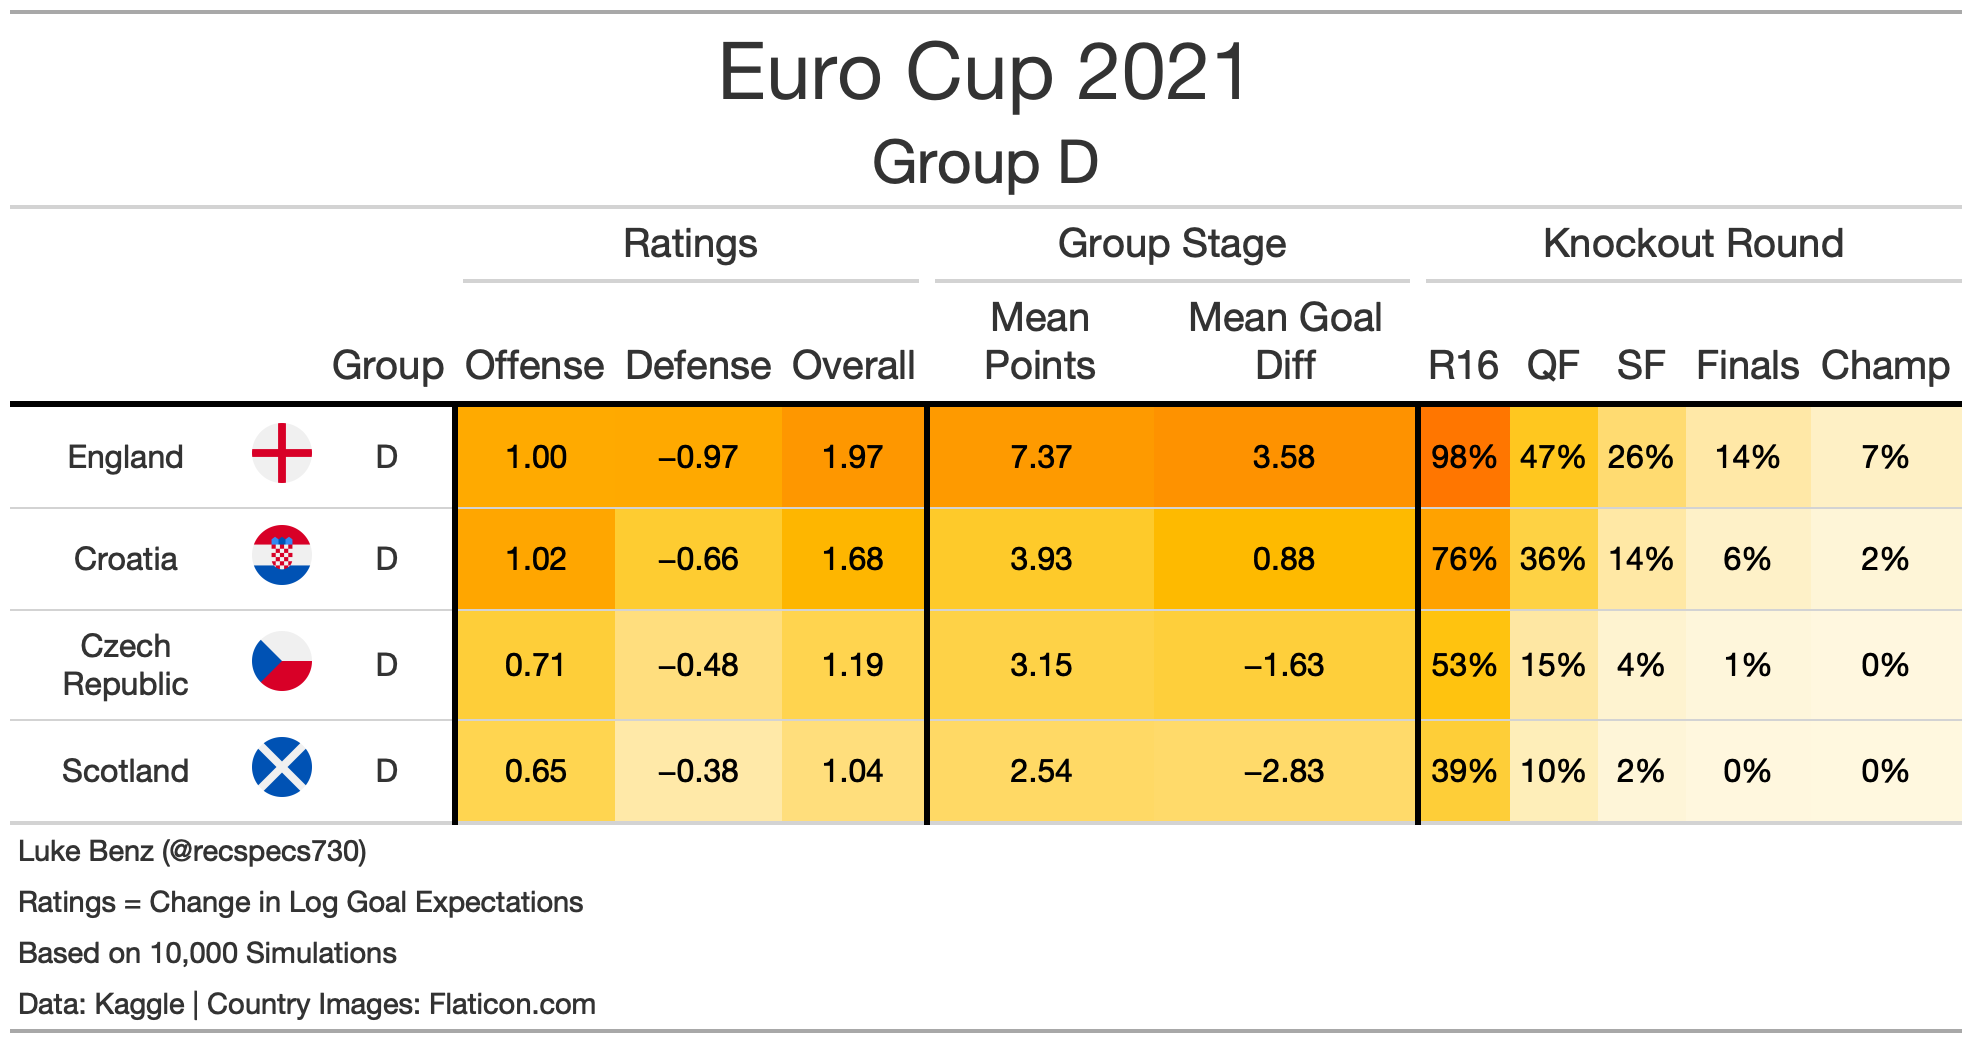 Euro Cup 2021
Group D
Ratings Group Stage Knockout Round
Mean Mean Goal
Group Offense Defense Overall Points Diff R16 QF SF Finals Champ
England D 1.00 −0.97 1.97 7.37 3.58 98% 47% 26% 14% 7%
Croatia D 1.02 −0.66 1.68 3.93 0.88 76% 36% 14% 6% 2%
Czech
Republic D 0.71 −0.48 1.19 3.15 −1.63 53% 15% 4% 1% 0%
Scotland D 0.65 −0.38 1.04 2.54 −2.83 39% 10% 2% 0% 0%
Luke Benz (@recspecs730)
Ratings = Change in Log Goal Expectations
Based on 10,000 Simulations
Data: Kaggle | Country Images: Flaticon.com